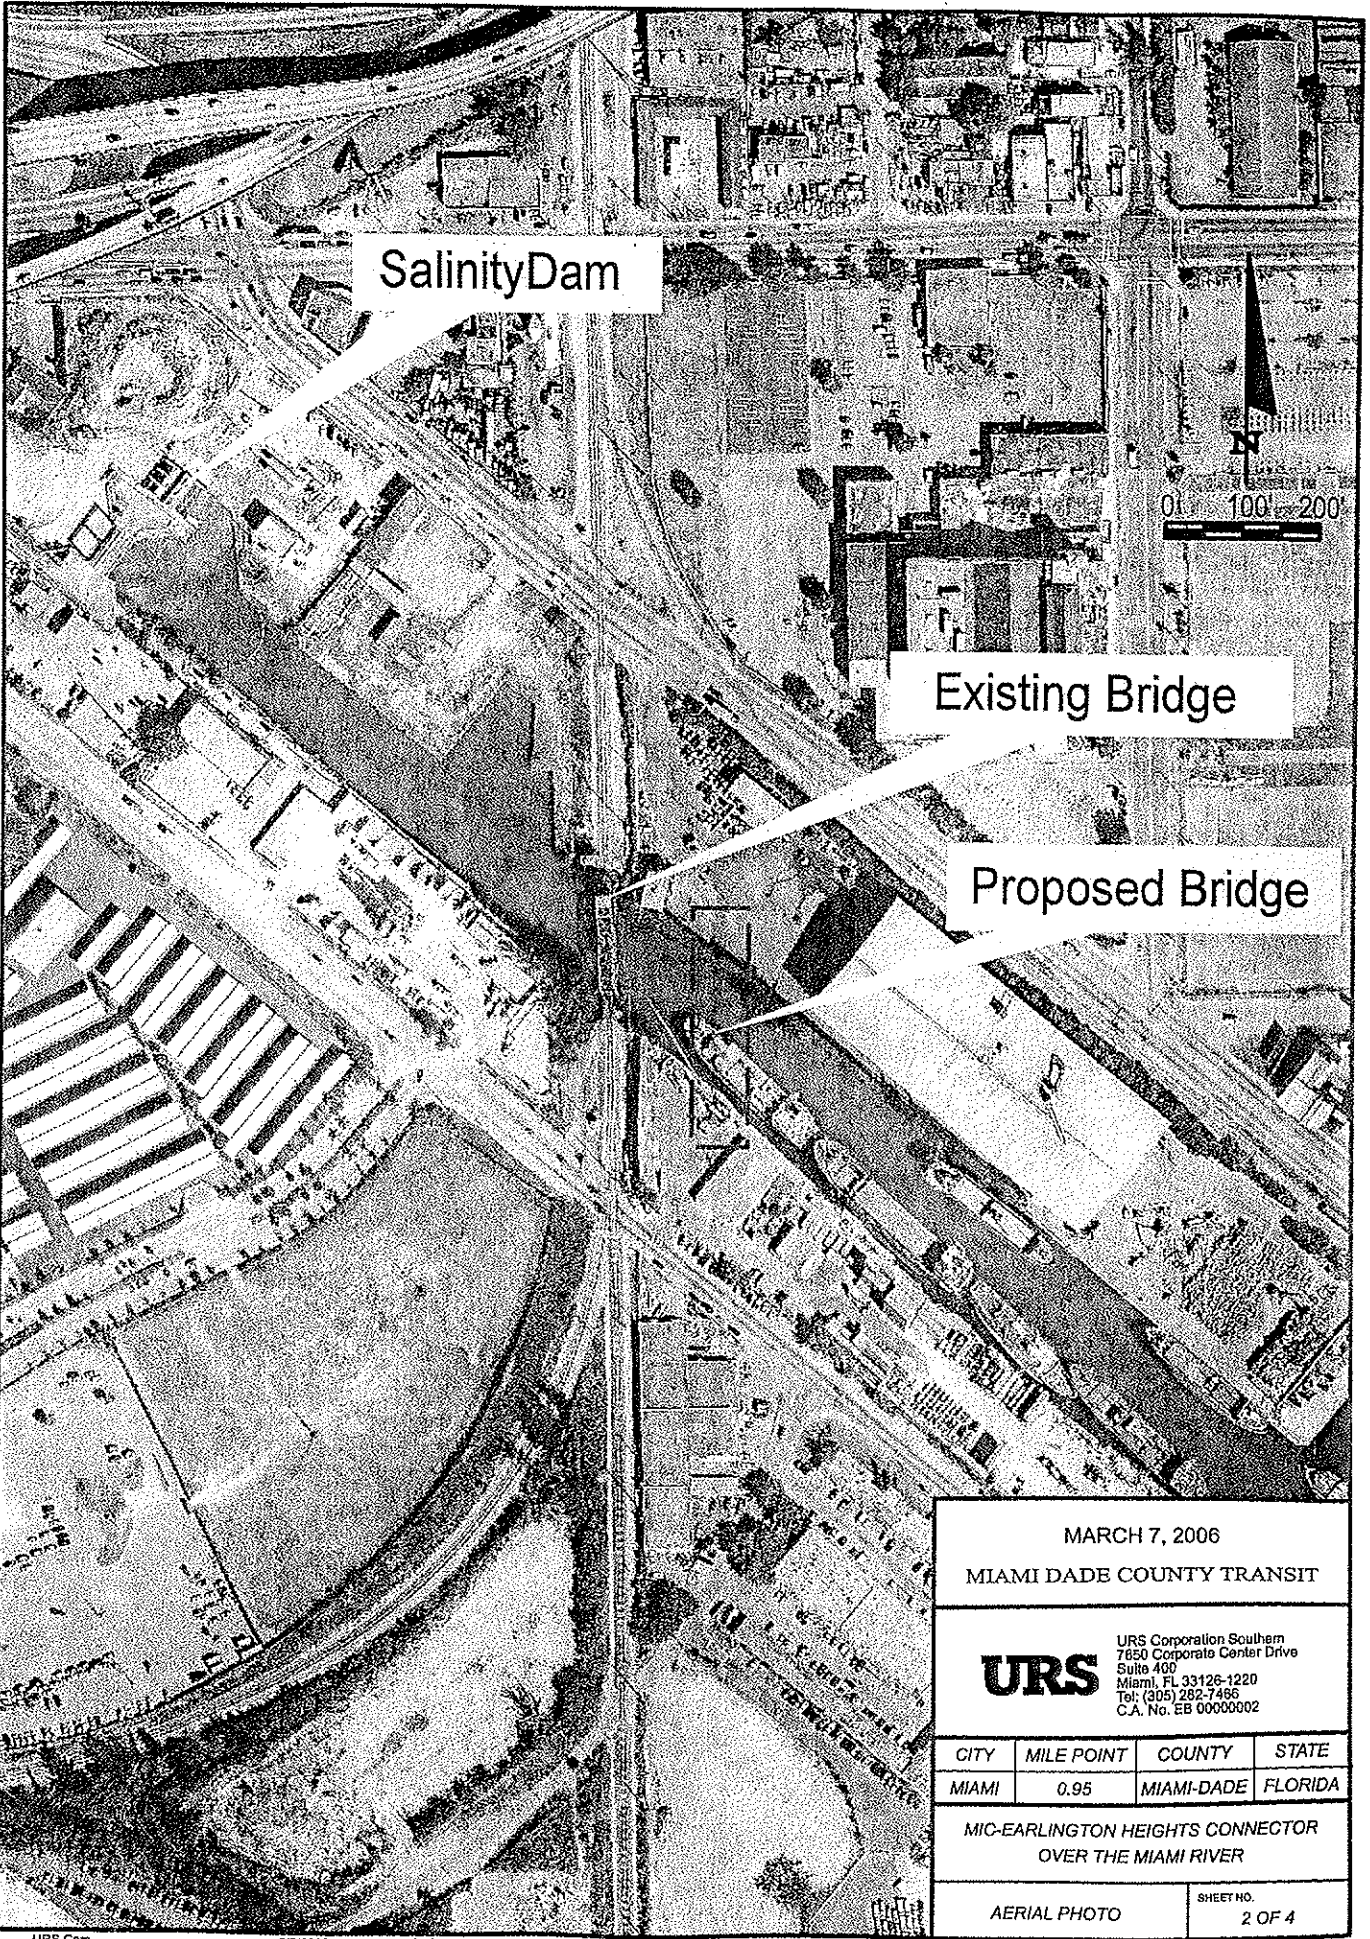 SalinityDam
N
0' 100' 200'
Existing Bridge
Proposed Bridge
MARCH 7, 2006
MIAMI DADE COUNTY TRANSIT
URS
URS Corporation Southern
7650 Corporate Center Drive
Suite 400
Miami, FL 33126-1220
Tel: (305) 262-7466
C.A. No. EB 00000002
CITY MILE POINT COUNTY STATE
MIAMI 0.95 MIAMI-DADE FLORIDA
MIC-EARLINGTON HEIGHTS CONNECTOR
OVER THE MIAMI RIVER
AERIAL PHOTO
SHEET NO.
2 OF 4